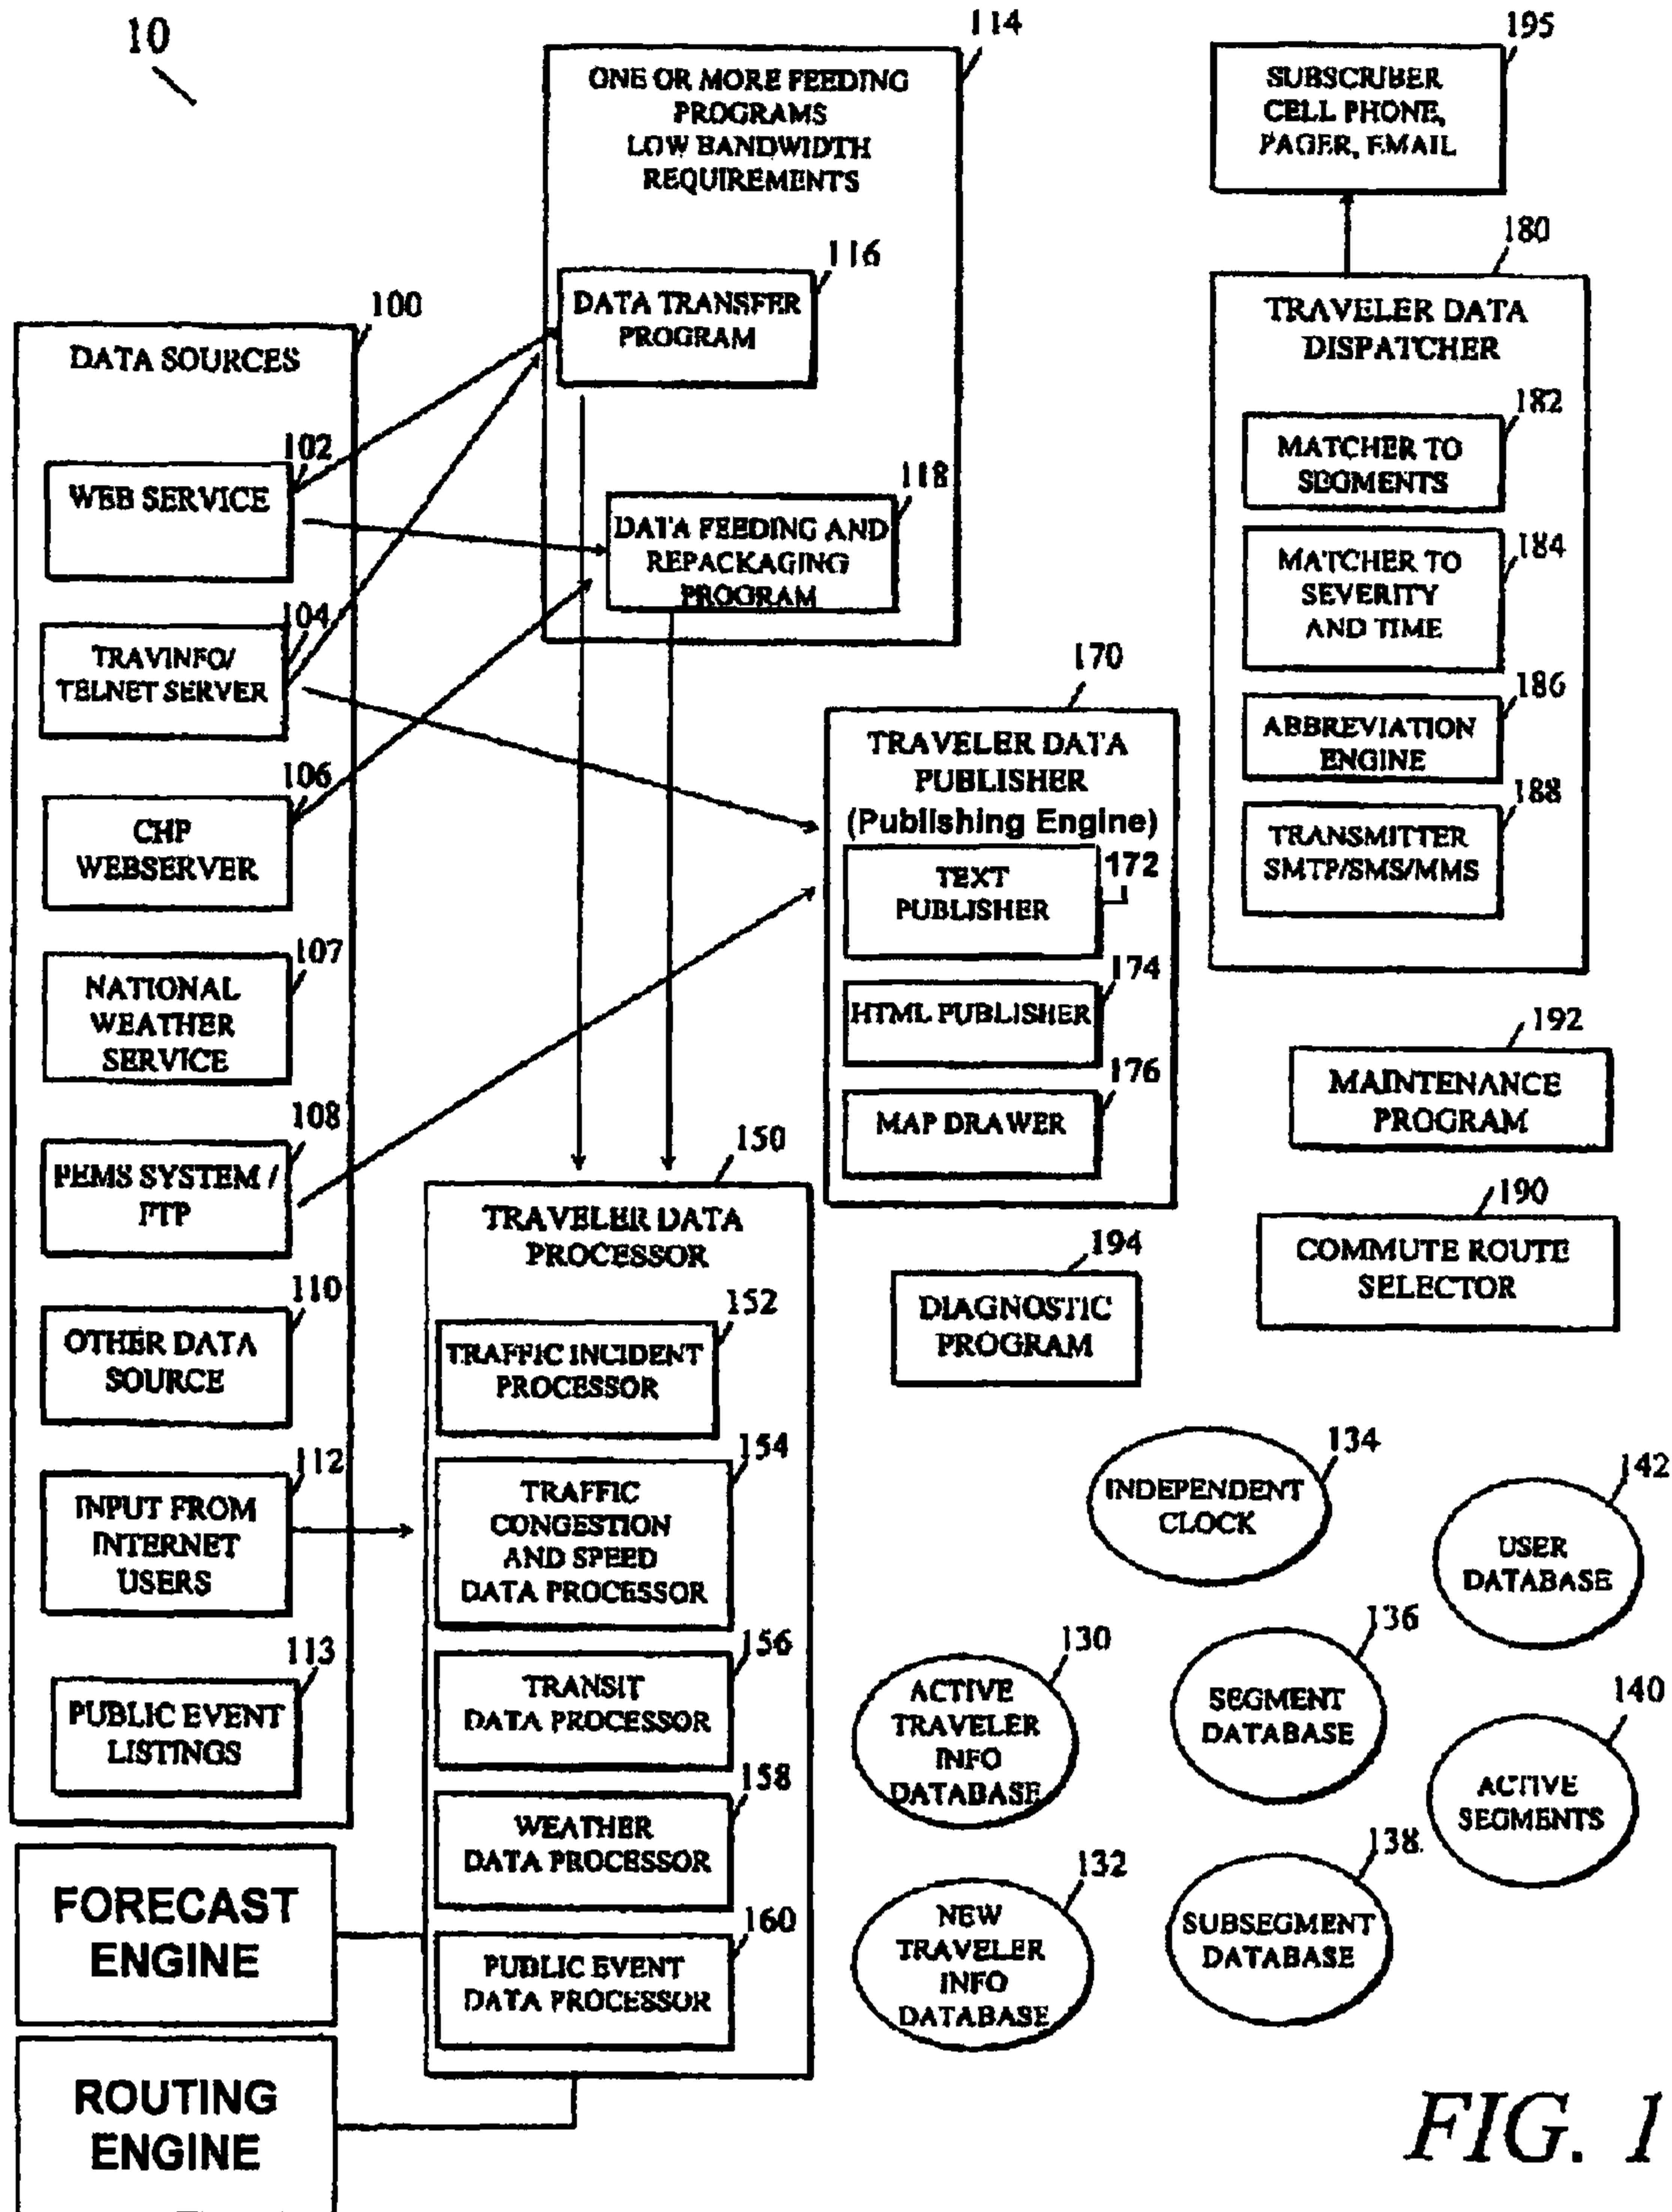 10
114
ONE OR MORE FEEDING
PROGRAMS
LOW BANDWIDTH
REQUIREMENTS
116
DATA TRANSFER
PROGRAM
118
DATA FEEDING AND
REPACKAGING
PROGRAM
195
SUBSCRIBER
CELL PHONE,
PAGER, EMAIL
180
TRAVELER DATA
DISPATCHER
182
MATCHER TO
SEGMENTS
184
MATCHER TO
SEVERITY
AND TIME
186
ABBREVIATION
ENGINE
188
TRANSMITTER
SMTP/SMS/MMS
100
DATA SOURCES
102
WEB SERVICE
104
TRAVINFO/
TELNET SERVER
106
CHP
WEBSERVER
107
NATIONAL
WEATHER
SERVICE
108
PEMS SYSTEM /
FTP
110
OTHER DATA
SOURCE
112
INPUT FROM
INTERNET
USERS
113
PUBLIC EVENT
LISTINGS
170
TRAVELER DATA
PUBLISHER
(Publishing Engine)
172
TEXT
PUBLISHER
174
HTML PUBLISHER
176
MAP DRAWER
192
MAINTENANCE
PROGRAM
190
COMMUTE ROUTE
SELECTOR
194
DIAGNOSTIC
PROGRAM
150
TRAVELER DATA
PROCESSOR
152
TRAFFIC INCIDENT
PROCESSOR
154
TRAFFIC
CONGESTION
AND SPEED
DATA PROCESSOR
156
TRANSIT
DATA PROCESSOR
158
WEATHER
DATA PROCESSOR
160
PUBLIC EVENT
DATA PROCESSOR
134
INDEPENDENT
CLOCK
142
USER
DATABASE
130
ACTIVE
TRAVELER
INFO
DATABASE
136
SEGMENT
DATABASE
140
ACTIVE
SEGMENTS
132
NEW
TRAVELER
INFO
DATABASE
138
SUBSEGMENT
DATABASE
FORECAST
ENGINE
ROUTING
ENGINE
FIG. 1